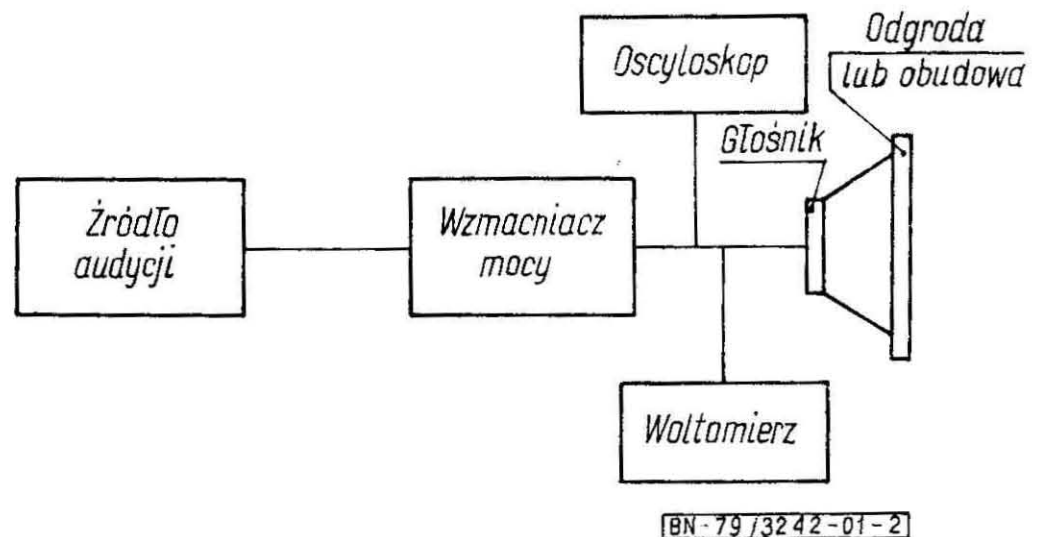 Oscyloskop
Odgroda
lub obudowa
Głośnik
Źródło
audycji
Wzmacniacz
mocy
Woltomierz
BN-79/3242-01-2